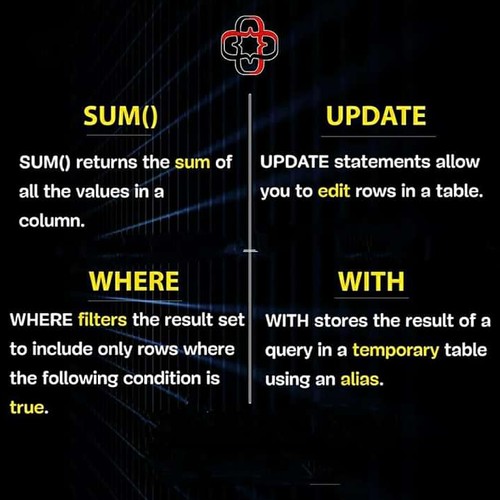 SUM()
SUM() returns the sum of
all the values in a
column.
UPDATE
UPDATE statements allow
you to edit rows in a table.
WHERE
WHERE filters the result set
to include only rows where
the following condition is
true.
WITH
WITH stores the result of a
query in a temporary table
using an alias.